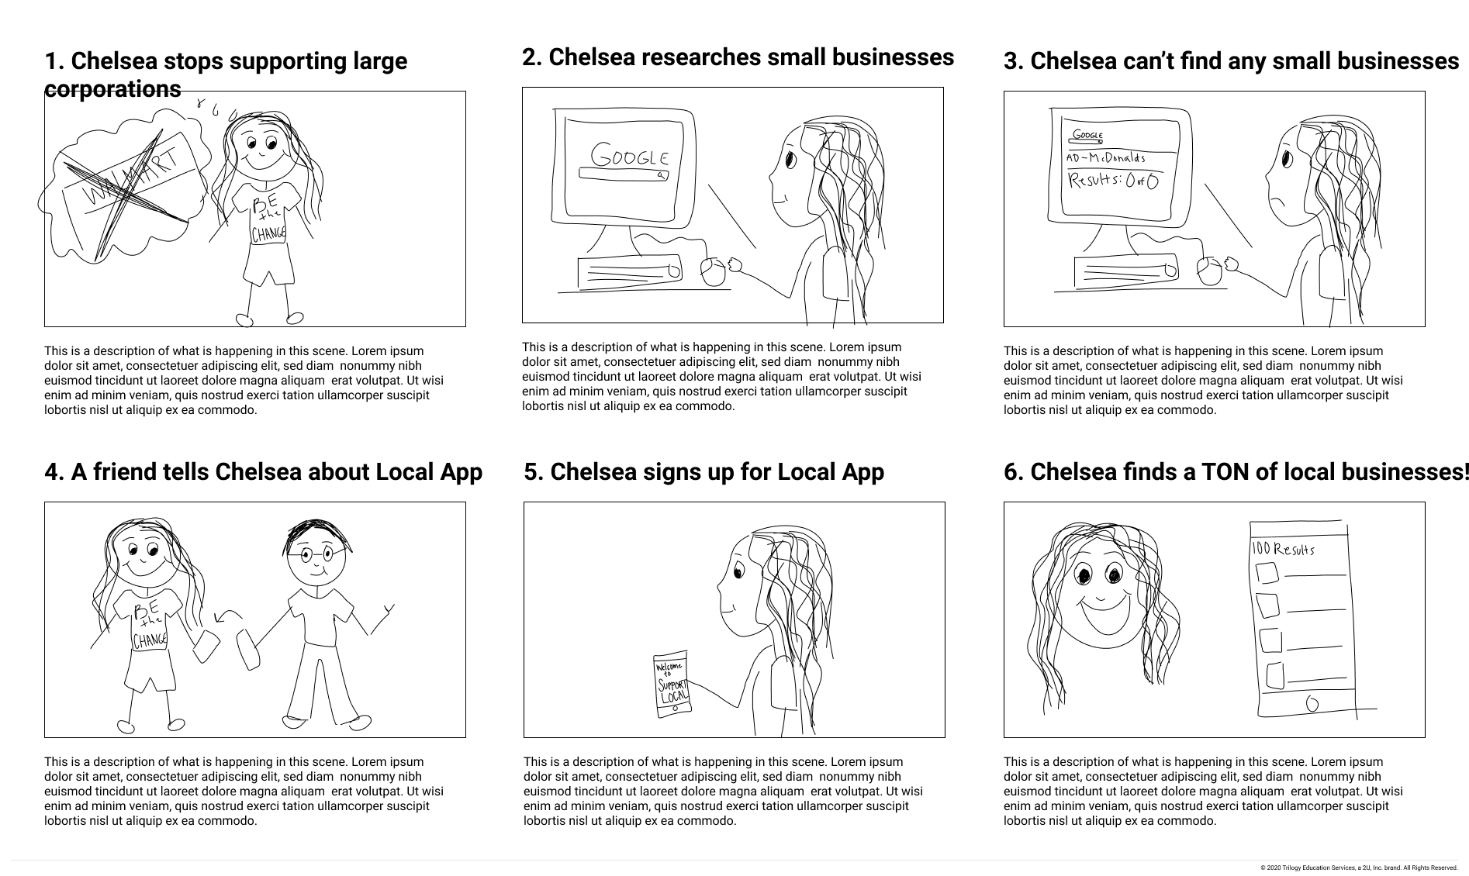 1. Chelsea stops supporting large
corporations
WALMART
BE
the
CHANGE
This is a description of what is happening in this scene. Lorem ipsum
dolor sit amet, consectetuer adipiscing elit, sed diam  nonummy nibh
euismod tincidunt ut laoreet dolore magna aliquam  erat volutpat. Ut wisi
enim ad minim veniam, quis nostrud exerci tation ullamcorper suscipit
lobortis nisl ut aliquip ex ea commodo.
2. Chelsea researches small businesses
GOOGLE
This is a description of what is happening in this scene. Lorem ipsum
dolor sit amet, consectetuer adipiscing elit, sed diam  nonummy nibh
euismod tincidunt ut laoreet dolore magna aliquam  erat volutpat. Ut wisi
enim ad minim veniam, quis nostrud exerci tation ullamcorper suscipit
lobortis nisl ut aliquip ex ea commodo.
3. Chelsea can’t find any small businesses
GOOGLE
AD-McDonalds
Results: 0 of 0
This is a description of what is happening in this scene. Lorem ipsum
dolor sit amet, consectetuer adipiscing elit, sed diam  nonummy nibh
euismod tincidunt ut laoreet dolore magna aliquam  erat volutpat. Ut wisi
enim ad minim veniam, quis nostrud exerci tation ullamcorper suscipit
lobortis nisl ut aliquip ex ea commodo.
4. A friend tells Chelsea about Local App
BE
the
CHANGE
This is a description of what is happening in this scene. Lorem ipsum
dolor sit amet, consectetuer adipiscing elit, sed diam  nonummy nibh
euismod tincidunt ut laoreet dolore magna aliquam  erat volutpat. Ut wisi
enim ad minim veniam, quis nostrud exerci tation ullamcorper suscipit
lobortis nisl ut aliquip ex ea commodo.
5. Chelsea signs up for Local App
Welcome
to
SUPPORT
LOCAL
This is a description of what is happening in this scene. Lorem ipsum
dolor sit amet, consectetuer adipiscing elit, sed diam  nonummy nibh
euismod tincidunt ut laoreet dolore magna aliquam  erat volutpat. Ut wisi
enim ad minim veniam, quis nostrud exerci tation ullamcorper suscipit
lobortis nisl ut aliquip ex ea commodo.
6. Chelsea finds a TON of local businesses!
100 Results
This is a description of what is happening in this scene. Lorem ipsum
dolor sit amet, consectetuer adipiscing elit, sed diam  nonummy nibh
euismod tincidunt ut laoreet dolore magna aliquam  erat volutpat. Ut wisi
enim ad minim veniam, quis nostrud exerci tation ullamcorper suscipit
lobortis nisl ut aliquip ex ea commodo.
© 2020 Trilogy Education Services, a 2U, Inc. brand. All Rights Reserved.